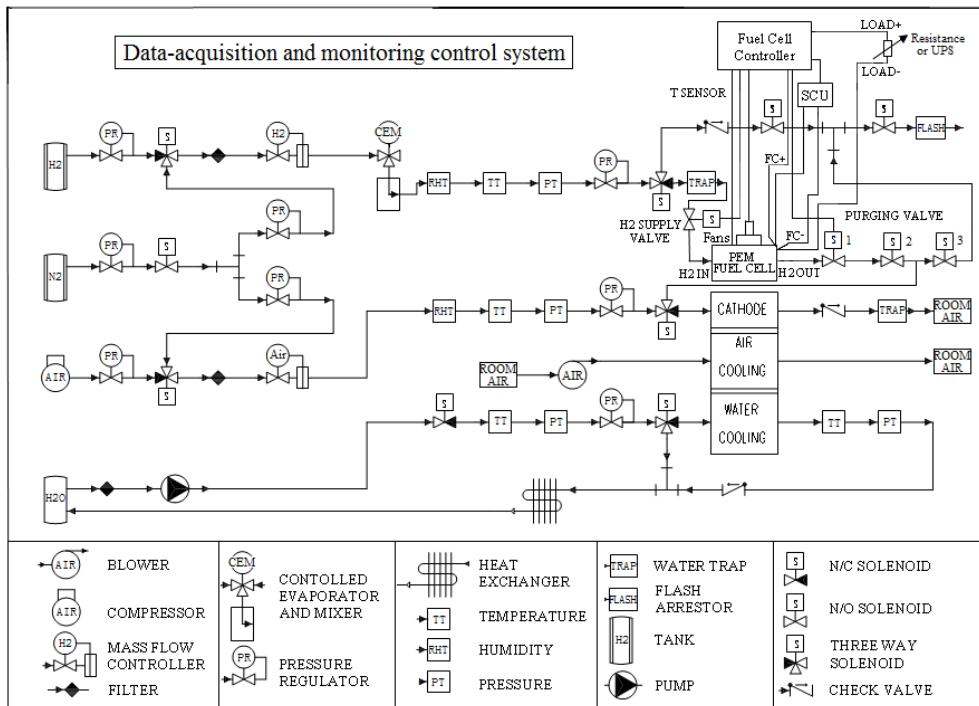 Data-acquisition and monitoring control system
Fuel Cell
Controller
LOAD+
Resistance
or UPS
LOAD-
SCU
T SENSOR
H2
PR
S
H2
CEM
S
S
FLASH
FC+
RHT
TT
PT
PR
S
TRAP
H2 SUPPLY
VALVE
S
Fans
FC-
PURGING VALVE
S 1
S 2
S 3
PR
N2
PR
S
PR
H2 IN
PEM
FUEL CELL
H2 OUT
RHT
TT
PT
PR
S
CATHODE
TRAP
ROOM
AIR
AIR
PR
S
Air
ROOM
AIR
AIR
AIR
COOLING
ROOM
AIR
S
TT
PT
PR
S
WATER
COOLING
TT
PT
H2O
AIR
BLOWER
AIR
COMPRESSOR
H2
MASS FLOW
CONTROLLER
FILTER
CEM
CONTOLLED
EVAPORATOR
AND MIXER
PR
PRESSURE
REGULATOR
HEAT
EXCHANGER
TT
TEMPERATURE
RHT
HUMIDITY
PT
PRESSURE
TRAP
WATER TRAP
FLASH
FLASH
ARRESTOR
H2
TANK
PUMP
S
N/C SOLENOID
S
N/O SOLENOID
S
THREE WAY
SOLENOID
CHECK VALVE